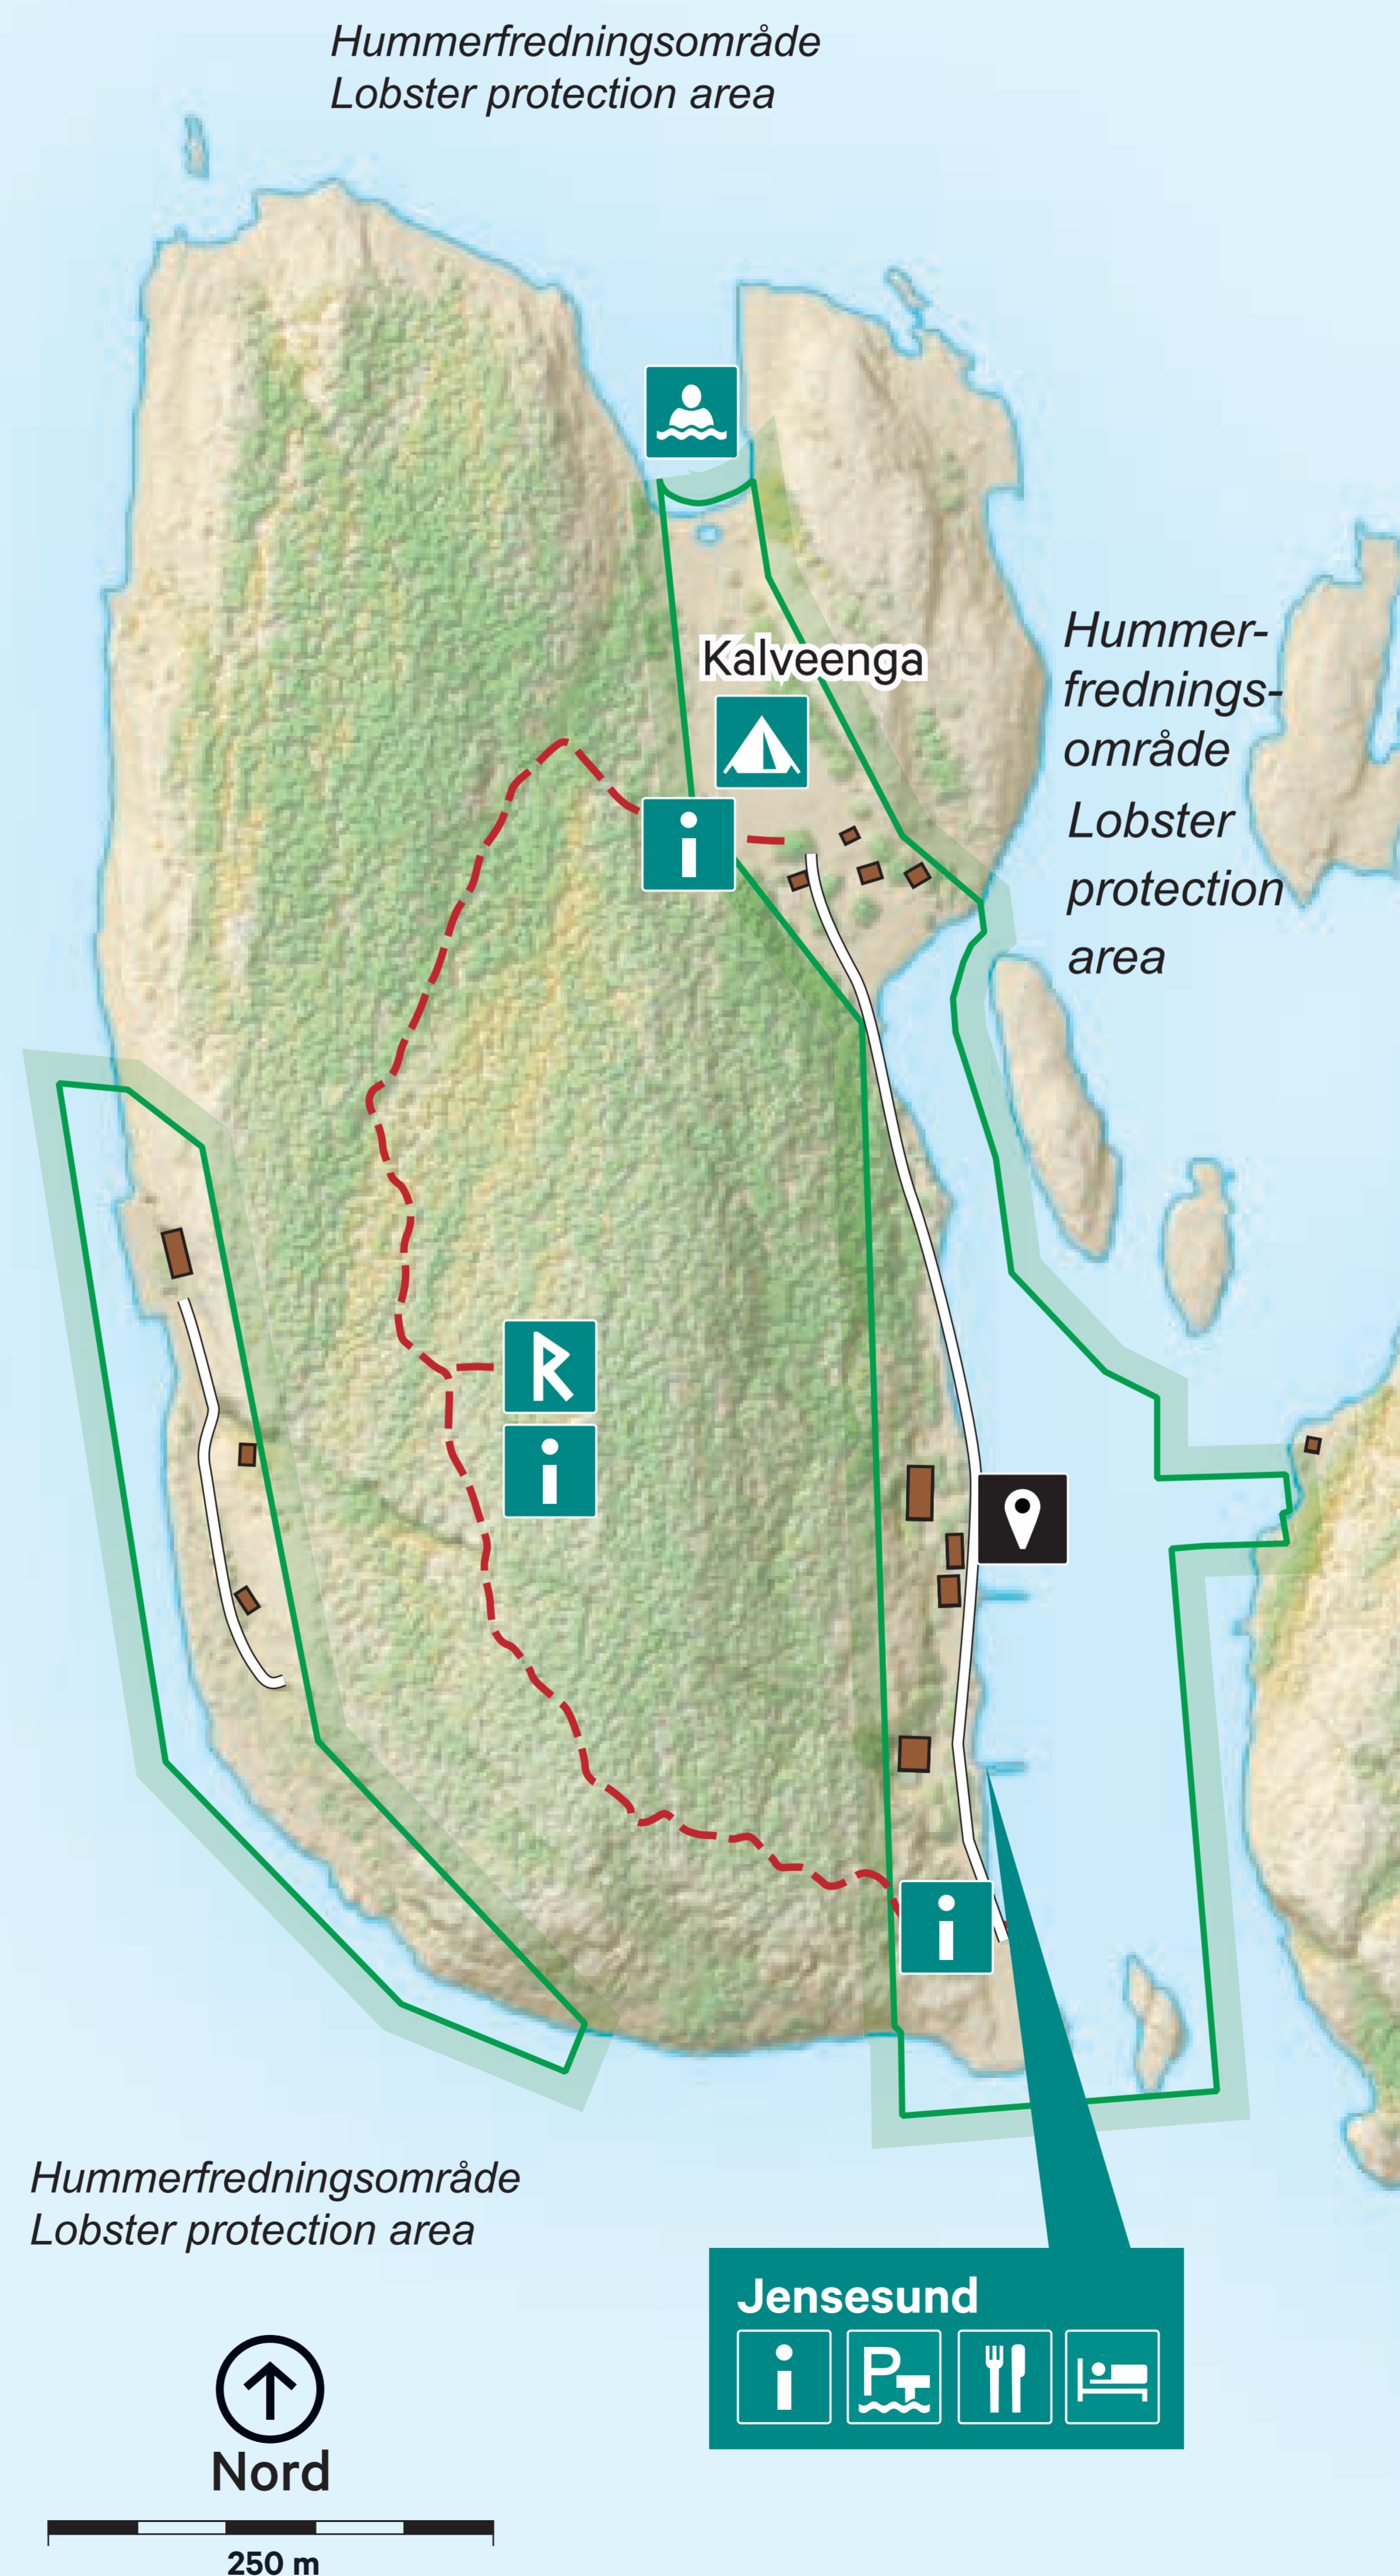 Hummerfredningsområde
Lobster protection area
Kalveenga
Hummer-
frednings-
område
Lobster
protection
area
Hummerfredningsområde
Lobster protection area
Jensesund
P
Nord
250 m